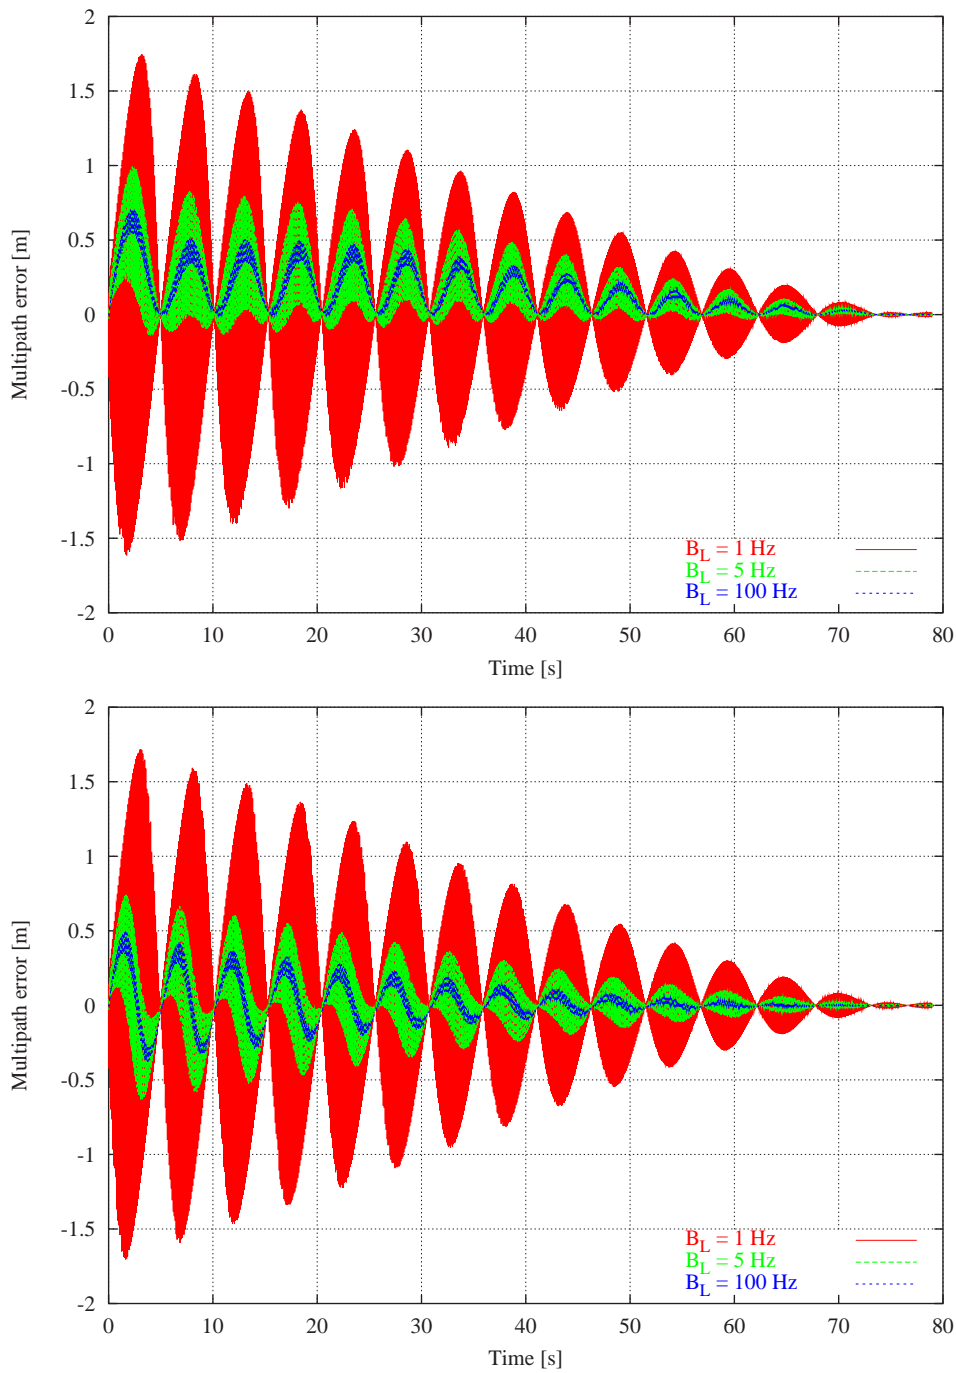 2
1.5
1
0.5
0
-0.5
-1
-1.5
-2
Multipath error [m]
0 10 20 30 40 50 60 70 80
Time [s]
B_L = 1 Hz
B_L = 5 Hz
B_L = 100 Hz
2
1.5
1
0.5
0
-0.5
-1
-1.5
-2
Multipath error [m]
0 10 20 30 40 50 60 70 80
Time [s]
B_L = 1 Hz
B_L = 5 Hz
B_L = 100 Hz